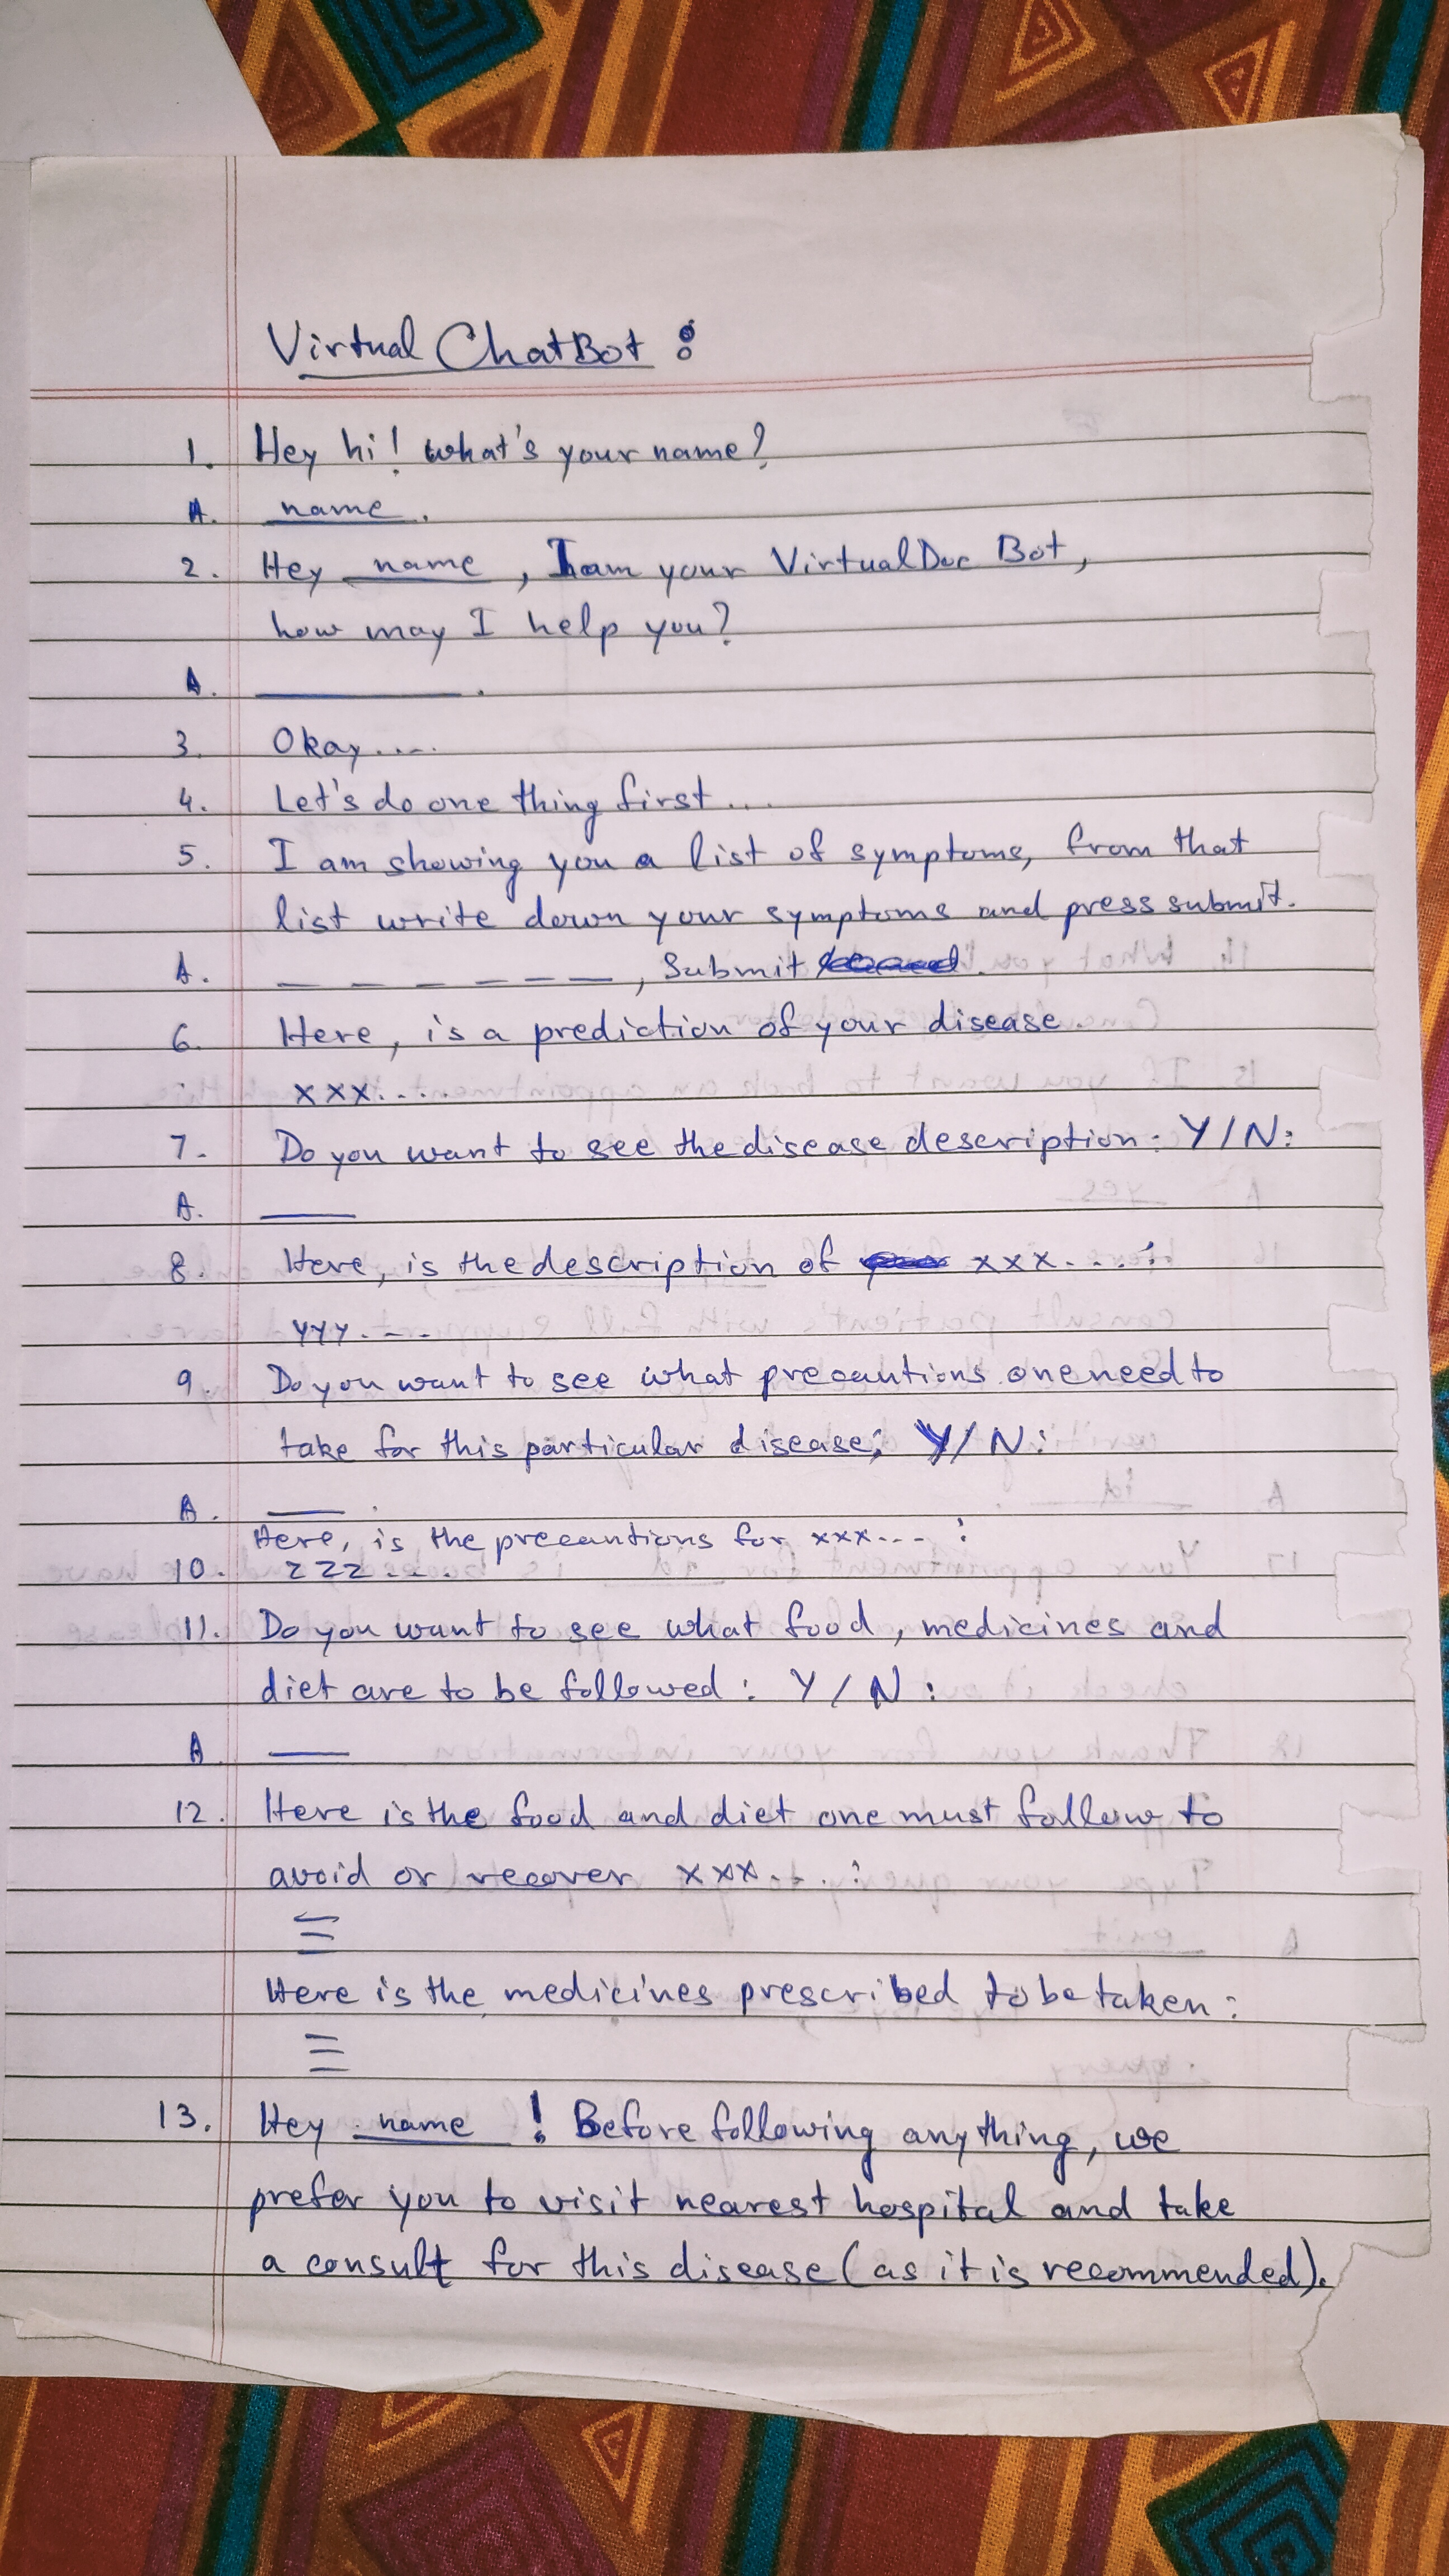 Virtual ChatBot :
1. Hey hi! what's your name?
A. name.
2. Hey name, I am your VirtualDoc Bot,
how may I help you?
A. ______.
3. Okay....
4. Let's do one thing first...
5. I am showing you a list of symptoms, from that
list write down your symptoms and press submit.
A. _ _ _ _ _ _, Submit .
6. Here, is a prediction of your disease.
xxx....
7. Do you want to see the disease description. Y/N:
A. ____
8. Here, is the description of xxx....:
yyy....
9. Do you want to see what precautions one need to
take for this particular disease; Y/N:
A. ____.
Here, is the precautions for xxx....:
10. zzz....
11. Do you want to see what food, medicines and
diet are to be followed: Y/N:
A ____
12. Here is the food and diet one must follow to
avoid or recover xxx....:
Here is the medicines prescribed to be taken:
13. Hey name! Before following anything, we
prefer you to visit nearest hospital and take
a consult for this disease (as it is recommended).